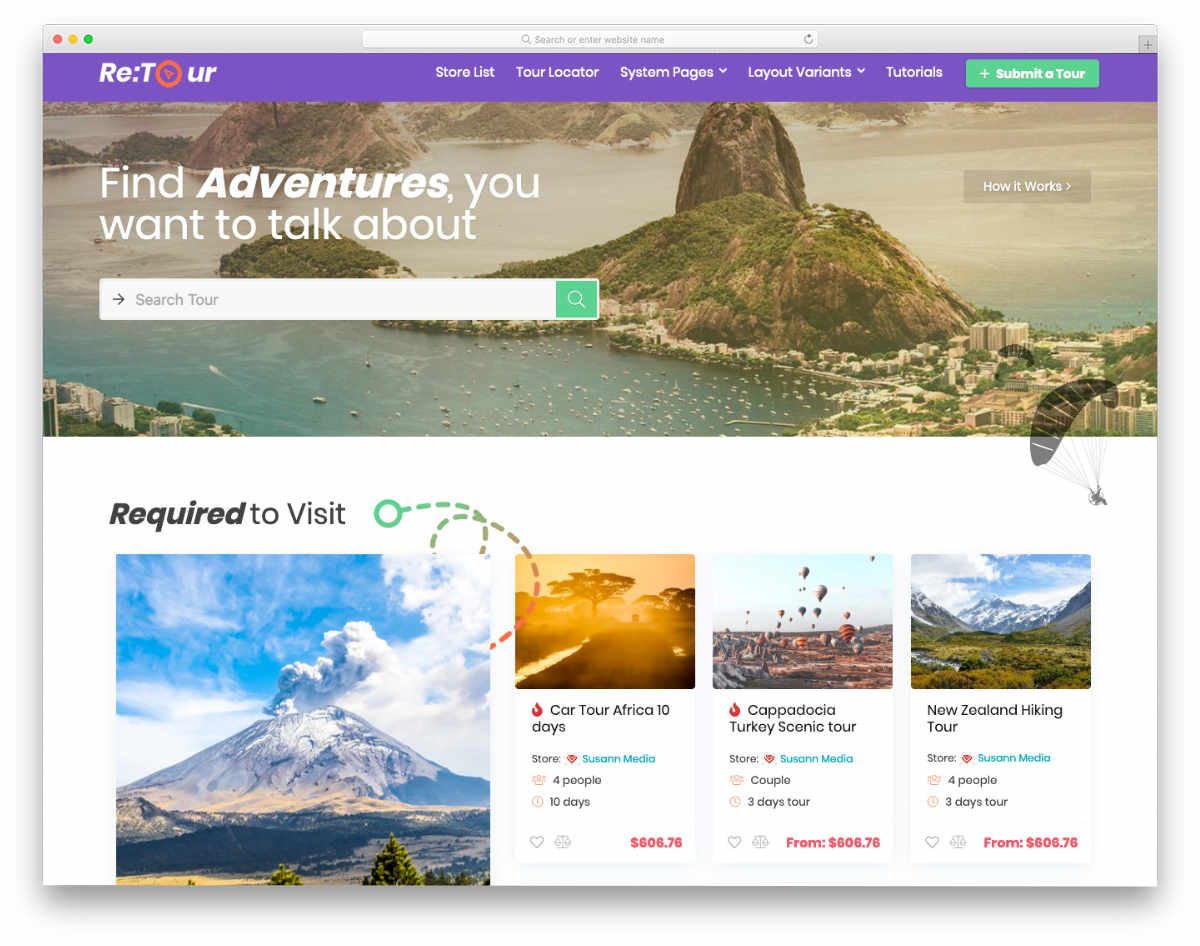 Search or enter website name
Re:Tour
Store List
Tour Locator
System Pages
Layout Variants
Tutorials
+ Submit a Tour
Find Adventures, you
want to talk about
How it Works >
Search Tour
Required to Visit
Car Tour Africa 10
days
Store: Susann Media
4 people
10 days
$606.76
Cappadocia
Turkey Scenic tour
Store: Susann Media
Couple
3 days tour
From: $606.76
New Zealand Hiking
Tour
Store: Susann Media
4 people
3 days tour
From: $606.76